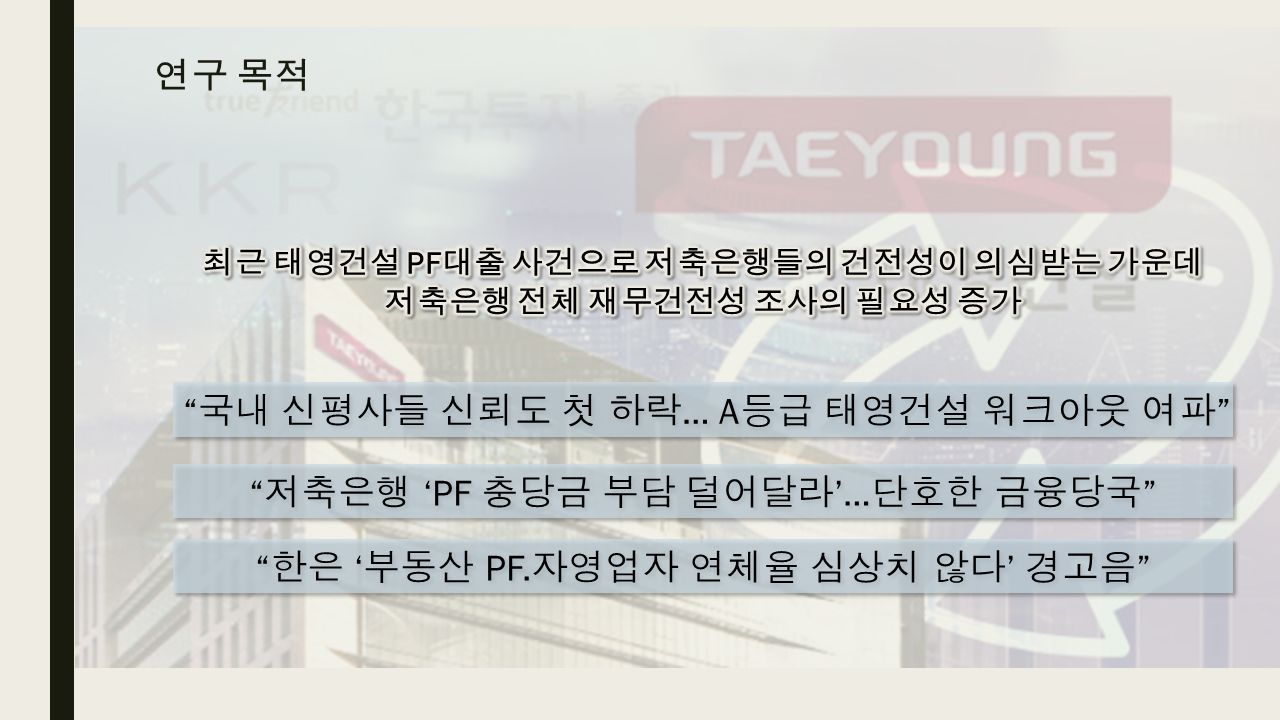 연구 목적
true Friend 한국투자 증권
TAEYOUNG
KKR
최근 태영건설 PF대출 사건으로 저축은행들의 건전성이 의심받는 가운데
저축은행 전체 재무건전성 조사의 필요성 증가
건설
TAEYOUNG
“국내 신평사들 신뢰도 첫 하락... A등급 태영건설 워크아웃 여파”
“저축은행 ‘PF 충당금 부담 덜어달라’...단호한 금융당국”
“한은 ‘부동산 PF.자영업자 연체율 심상치 않다’ 경고음”